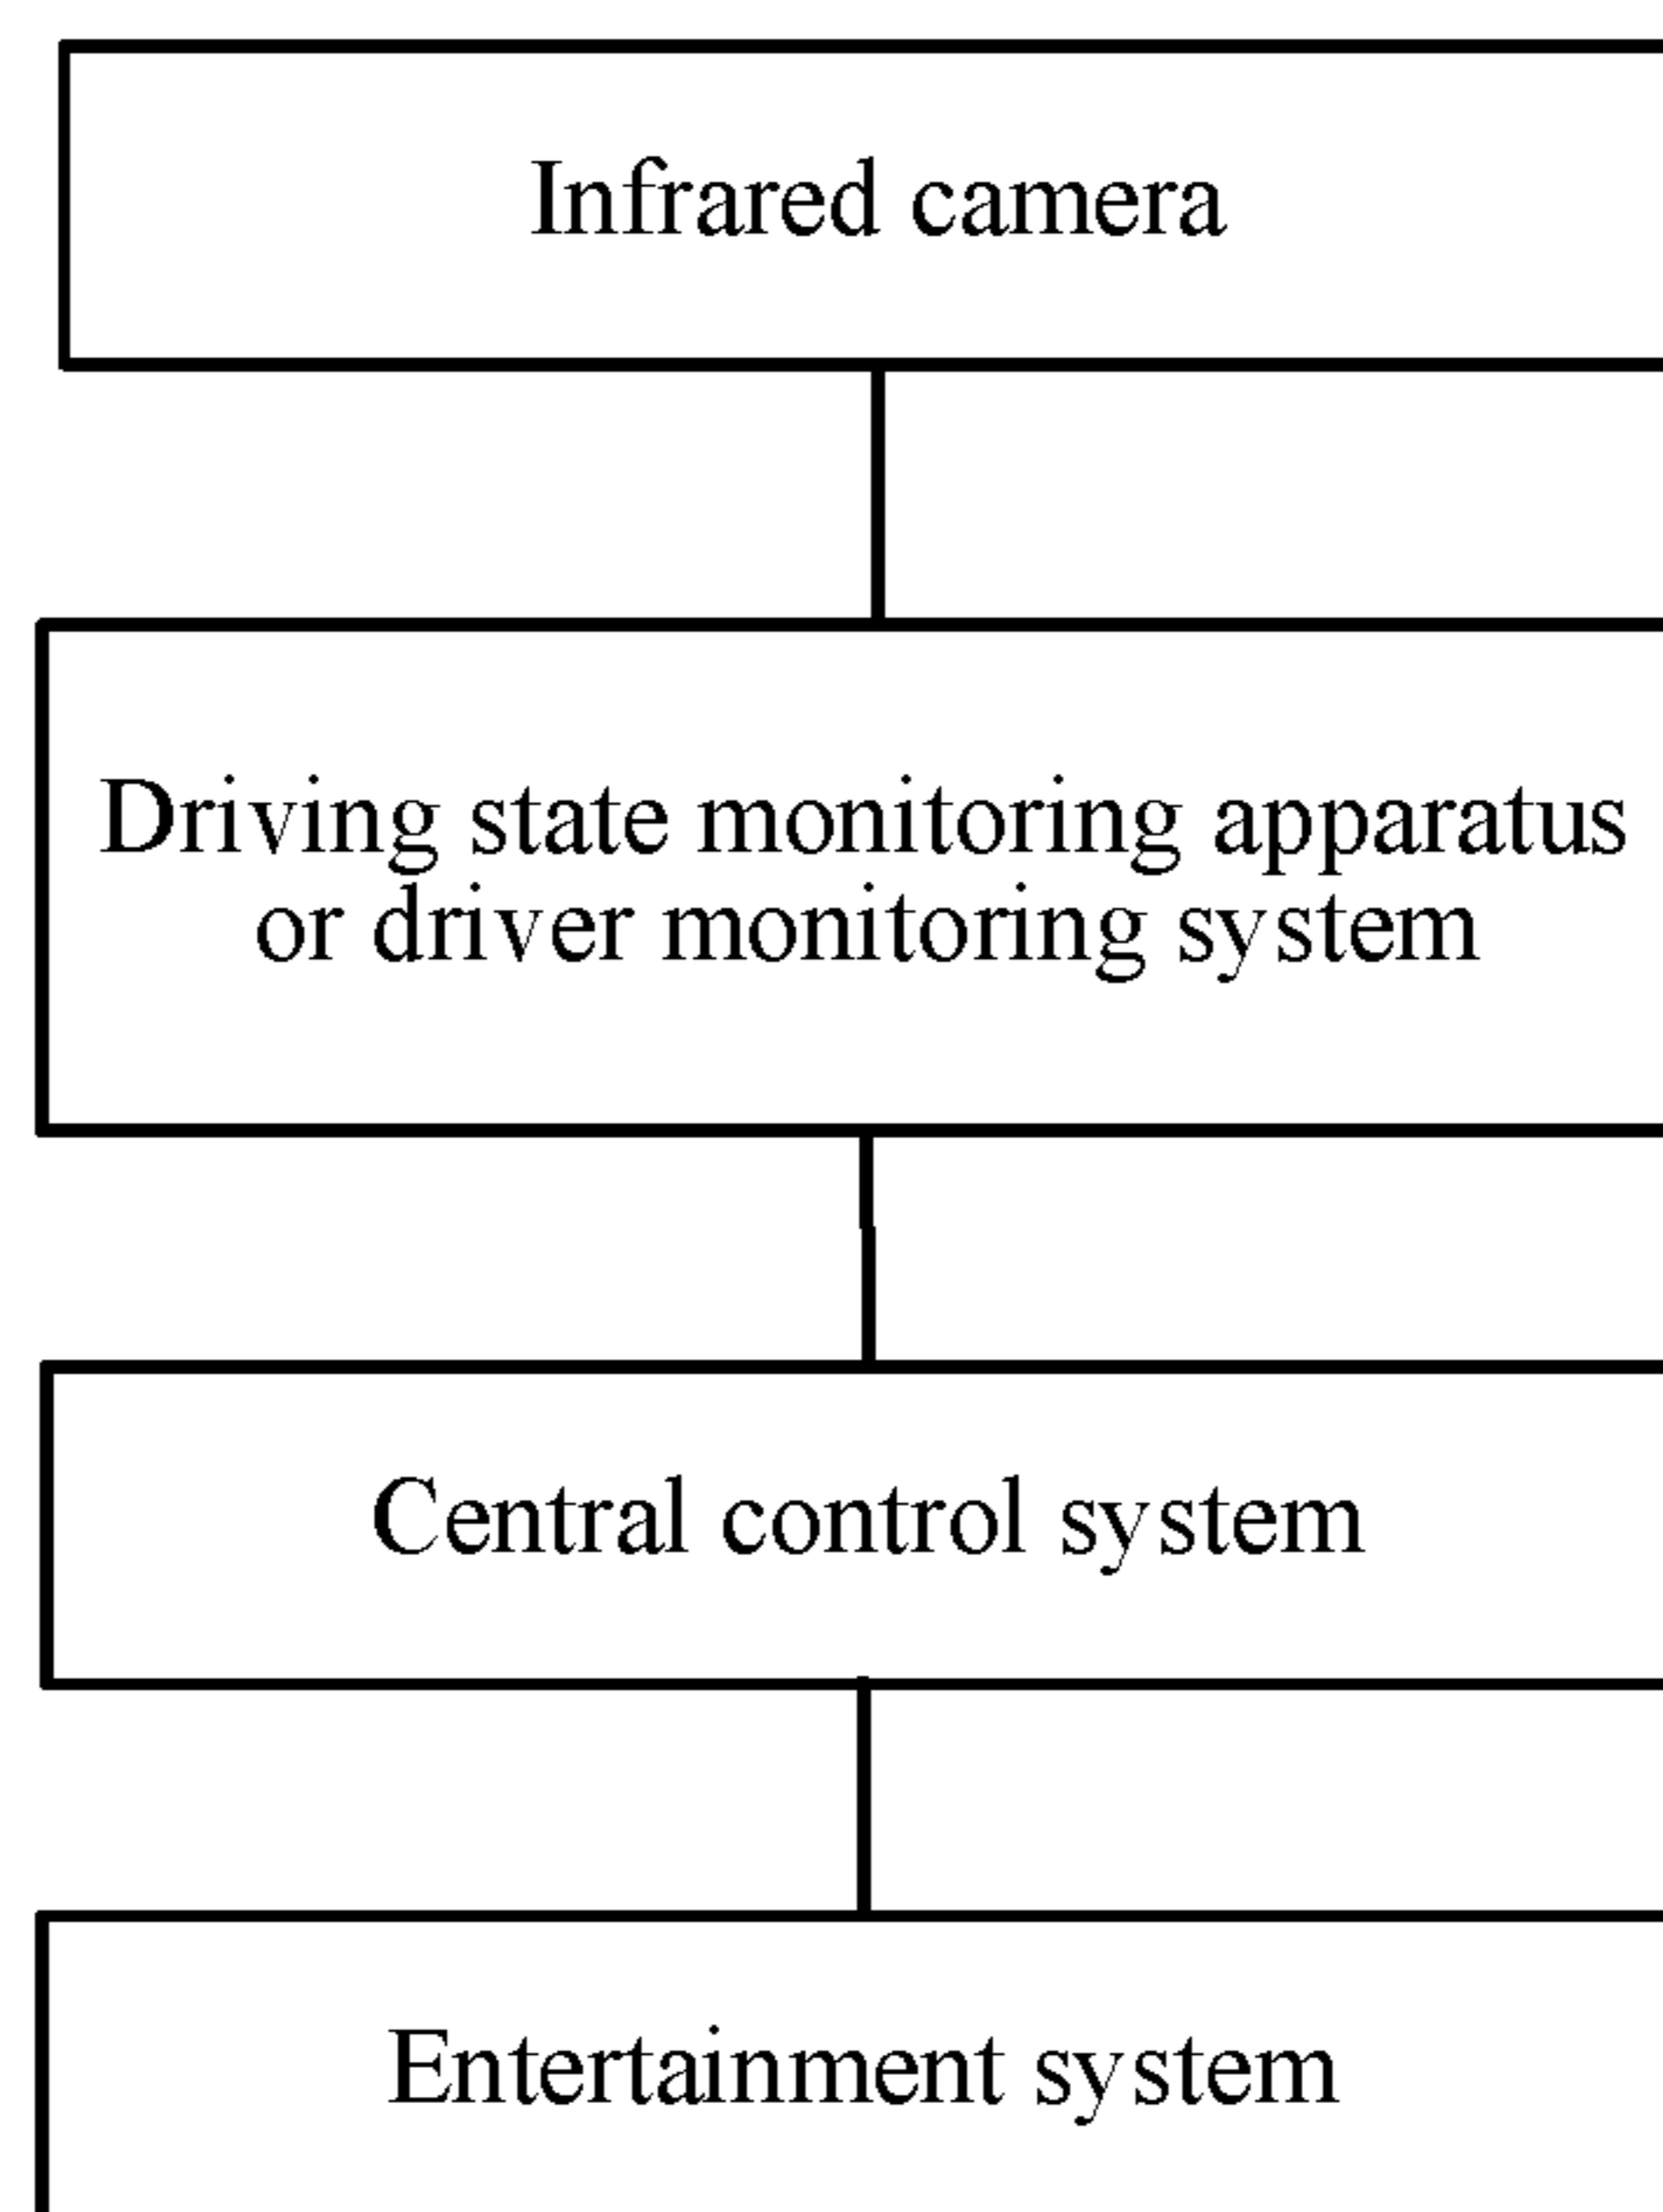 Infrared camera
Driving state monitoring apparatus
or driver monitoring system
Central control system
Entertainment system